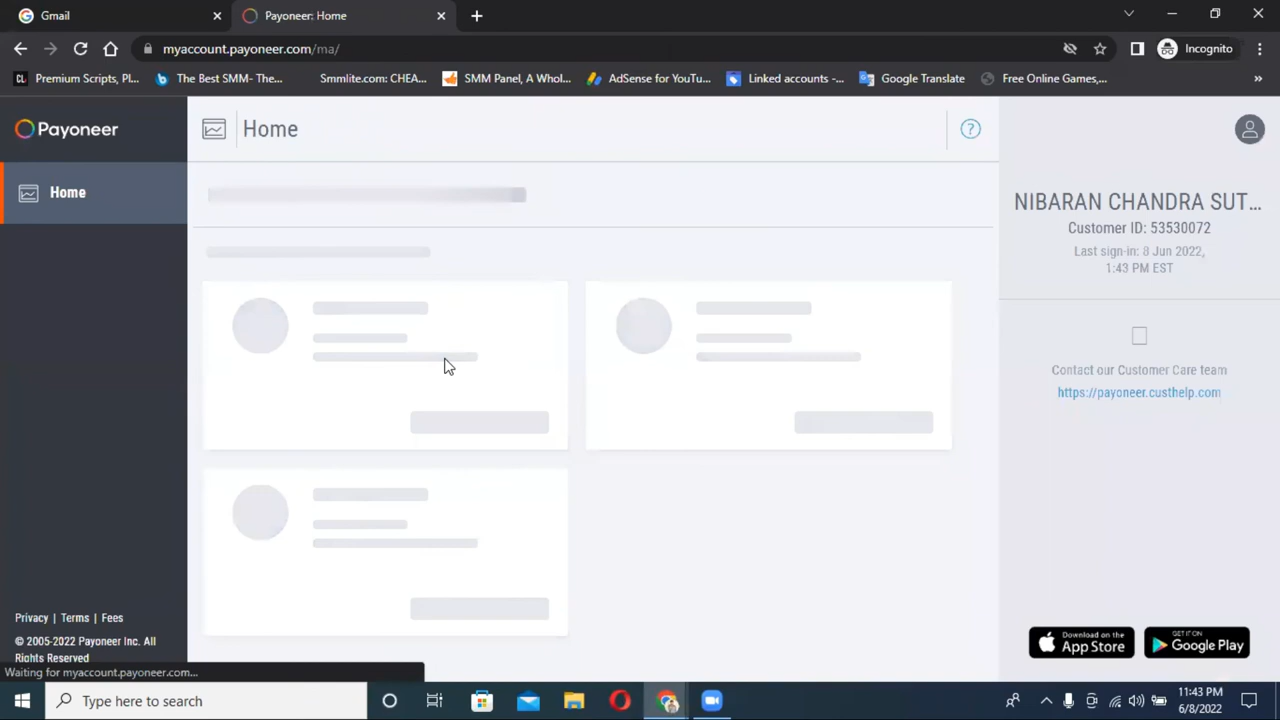 Gmail
Payoneer: Home
myaccount.payoneer.com/ma/
Incognito
CL Premium Scripts, Pl...
The Best SMM- The...
Smmlite.com: CHEA...
SMM Panel, A Whol...
AdSense for YouTu...
Linked accounts -...
Google Translate
Free Online Games,...
»
Payoneer
Home
?
Home
NIBARAN CHANDRA SUT...
Customer ID: 53530072
Last sign-in: 8 Jun 2022,
1:43 PM EST
Contact our Customer Care team
https://payoneer.custhelp.com
Privacy | Terms | Fees
© 2005-2022 Payoneer Inc. All
Rights Reserved
Download on the
App Store
GET IT ON
Google Play
Waiting for myaccount.payoneer.com...
Type here to search
11:43 PM
6/8/2022